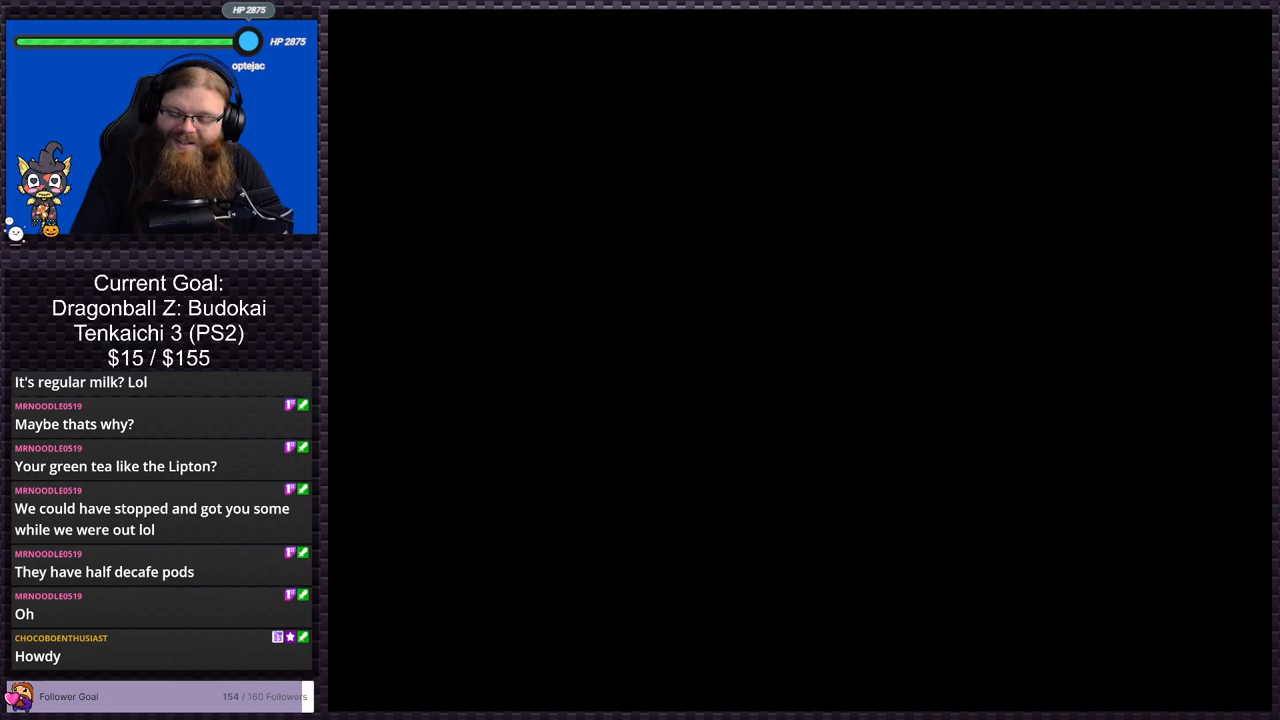 HP 2875
HP 2875
optejac
Current Goal:
Dragonball Z: Budokai
Tenkaichi 3 (PS2)
$15 / $155
It's regular milk? Lol
MRNOODLE0519
Maybe thats why?
MRNOODLE0519
Your green tea like the Lipton?
MRNOODLE0519
We could have stopped and got you some
while we were out lol
MRNOODLE0519
They have half decafe pods
MRNOODLE0519
Oh
CHOCOBOENTHUSIAST
Howdy
Follower Goal
154 / 160 Followers